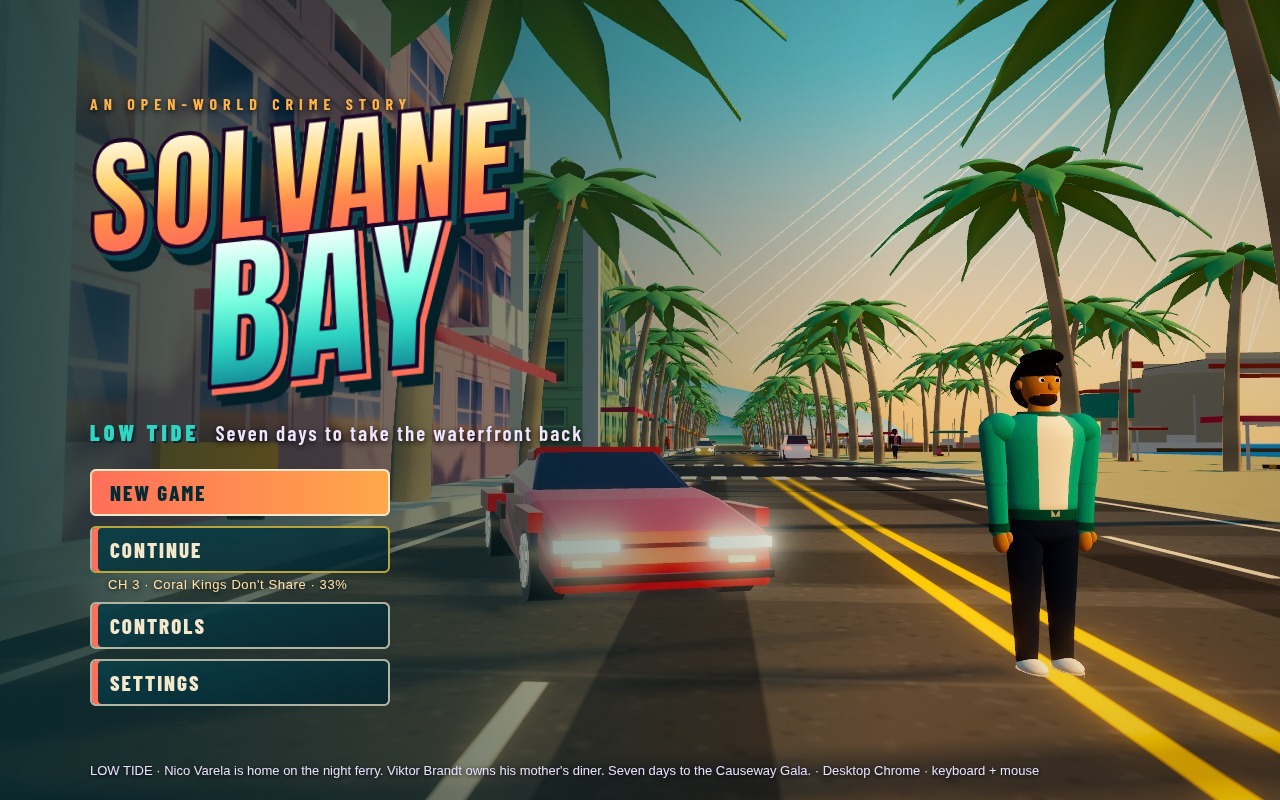 AN OPEN-WORLD CRIME STORY
SOLVANE
BAY
LOW TIDE Seven days to take the waterfront back
NEW GAME
CONTINUE
CH 3 · Coral Kings Don't Share · 33%
CONTROLS
SETTINGS
LOW TIDE · Nico Varela is home on the night ferry. Viktor Brandt owns his mother's diner. Seven days to the Causeway Gala. · Desktop Chrome · keyboard + mouse